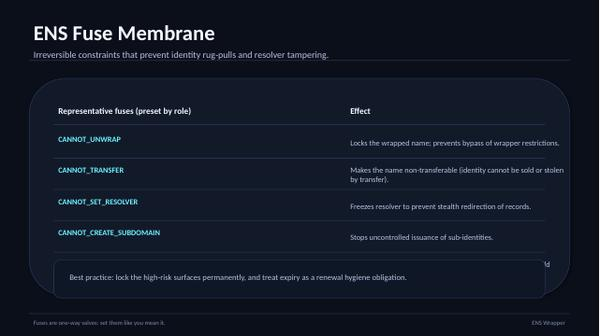 ENS Fuse Membrane
Irreversible constraints that prevent identity rug-pulls and resolver tampering.
Representative fuses (preset by role)
Effect
CANNOT_UNWRAP
Locks the wrapped name; prevents bypass of wrapper restrictions.
CANNOT_TRANSFER
Makes the name non-transferable (identity cannot be sold or stolen
by transfer).
CANNOT_SET_RESOLVER
Freezes resolver to prevent stealth redirection of records.
CANNOT_CREATE_SUBDOMAIN
Stops uncontrolled issuance of sub-identities.
Best practice: lock the high-risk surfaces permanently, and treat expiry as a renewal hygiene obligation.
Fuses are one-way valves: set them like you mean it.
ENS Wrapper